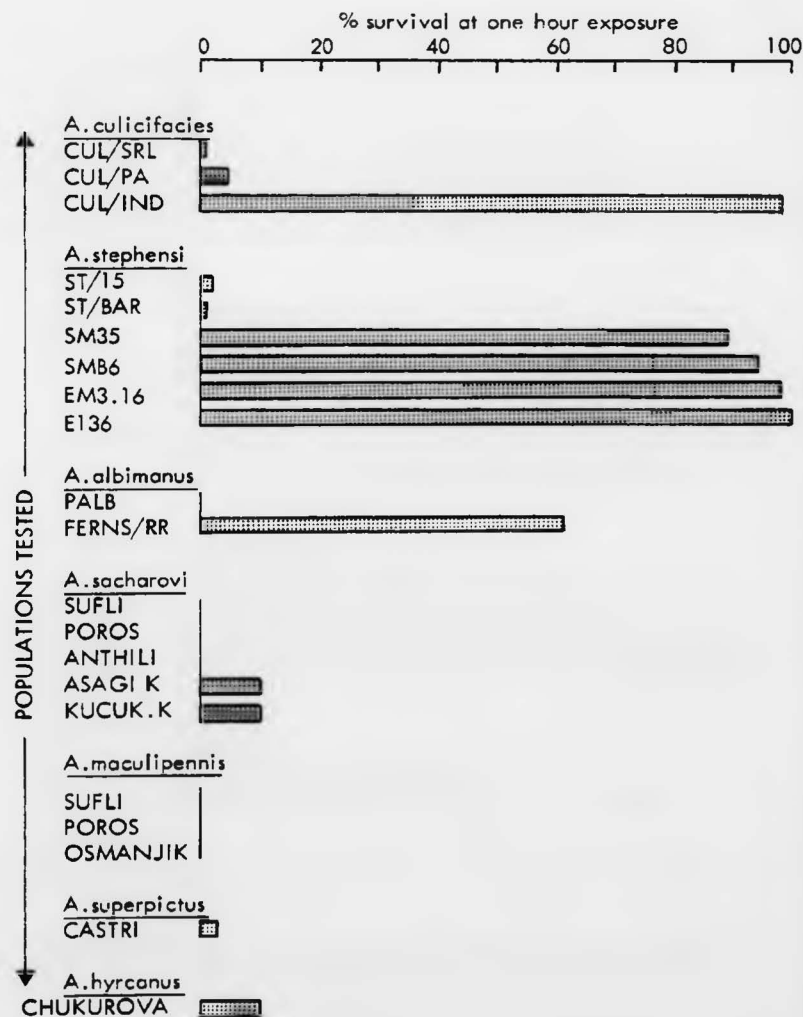 % survival at one hour exposure
0 20 40 60 80 100
POPULATIONS TESTED
A.culicifacies
CUL/SRL
CUL/PA
CUL/IND
A.stephensi
ST/15
ST/BAR
SM35
SMB6
EM3.16
E136
A.albimanus
PALB
FERNS/RR
A.sacharovi
SUFLI
POROS
ANTHILI
ASAGI K
KUCUK.K
A.maculipennis
SUFLI
POROS
OSMANJIK
A.superpictus
CASTRI
A.hyrcanus
CHUKUROVA